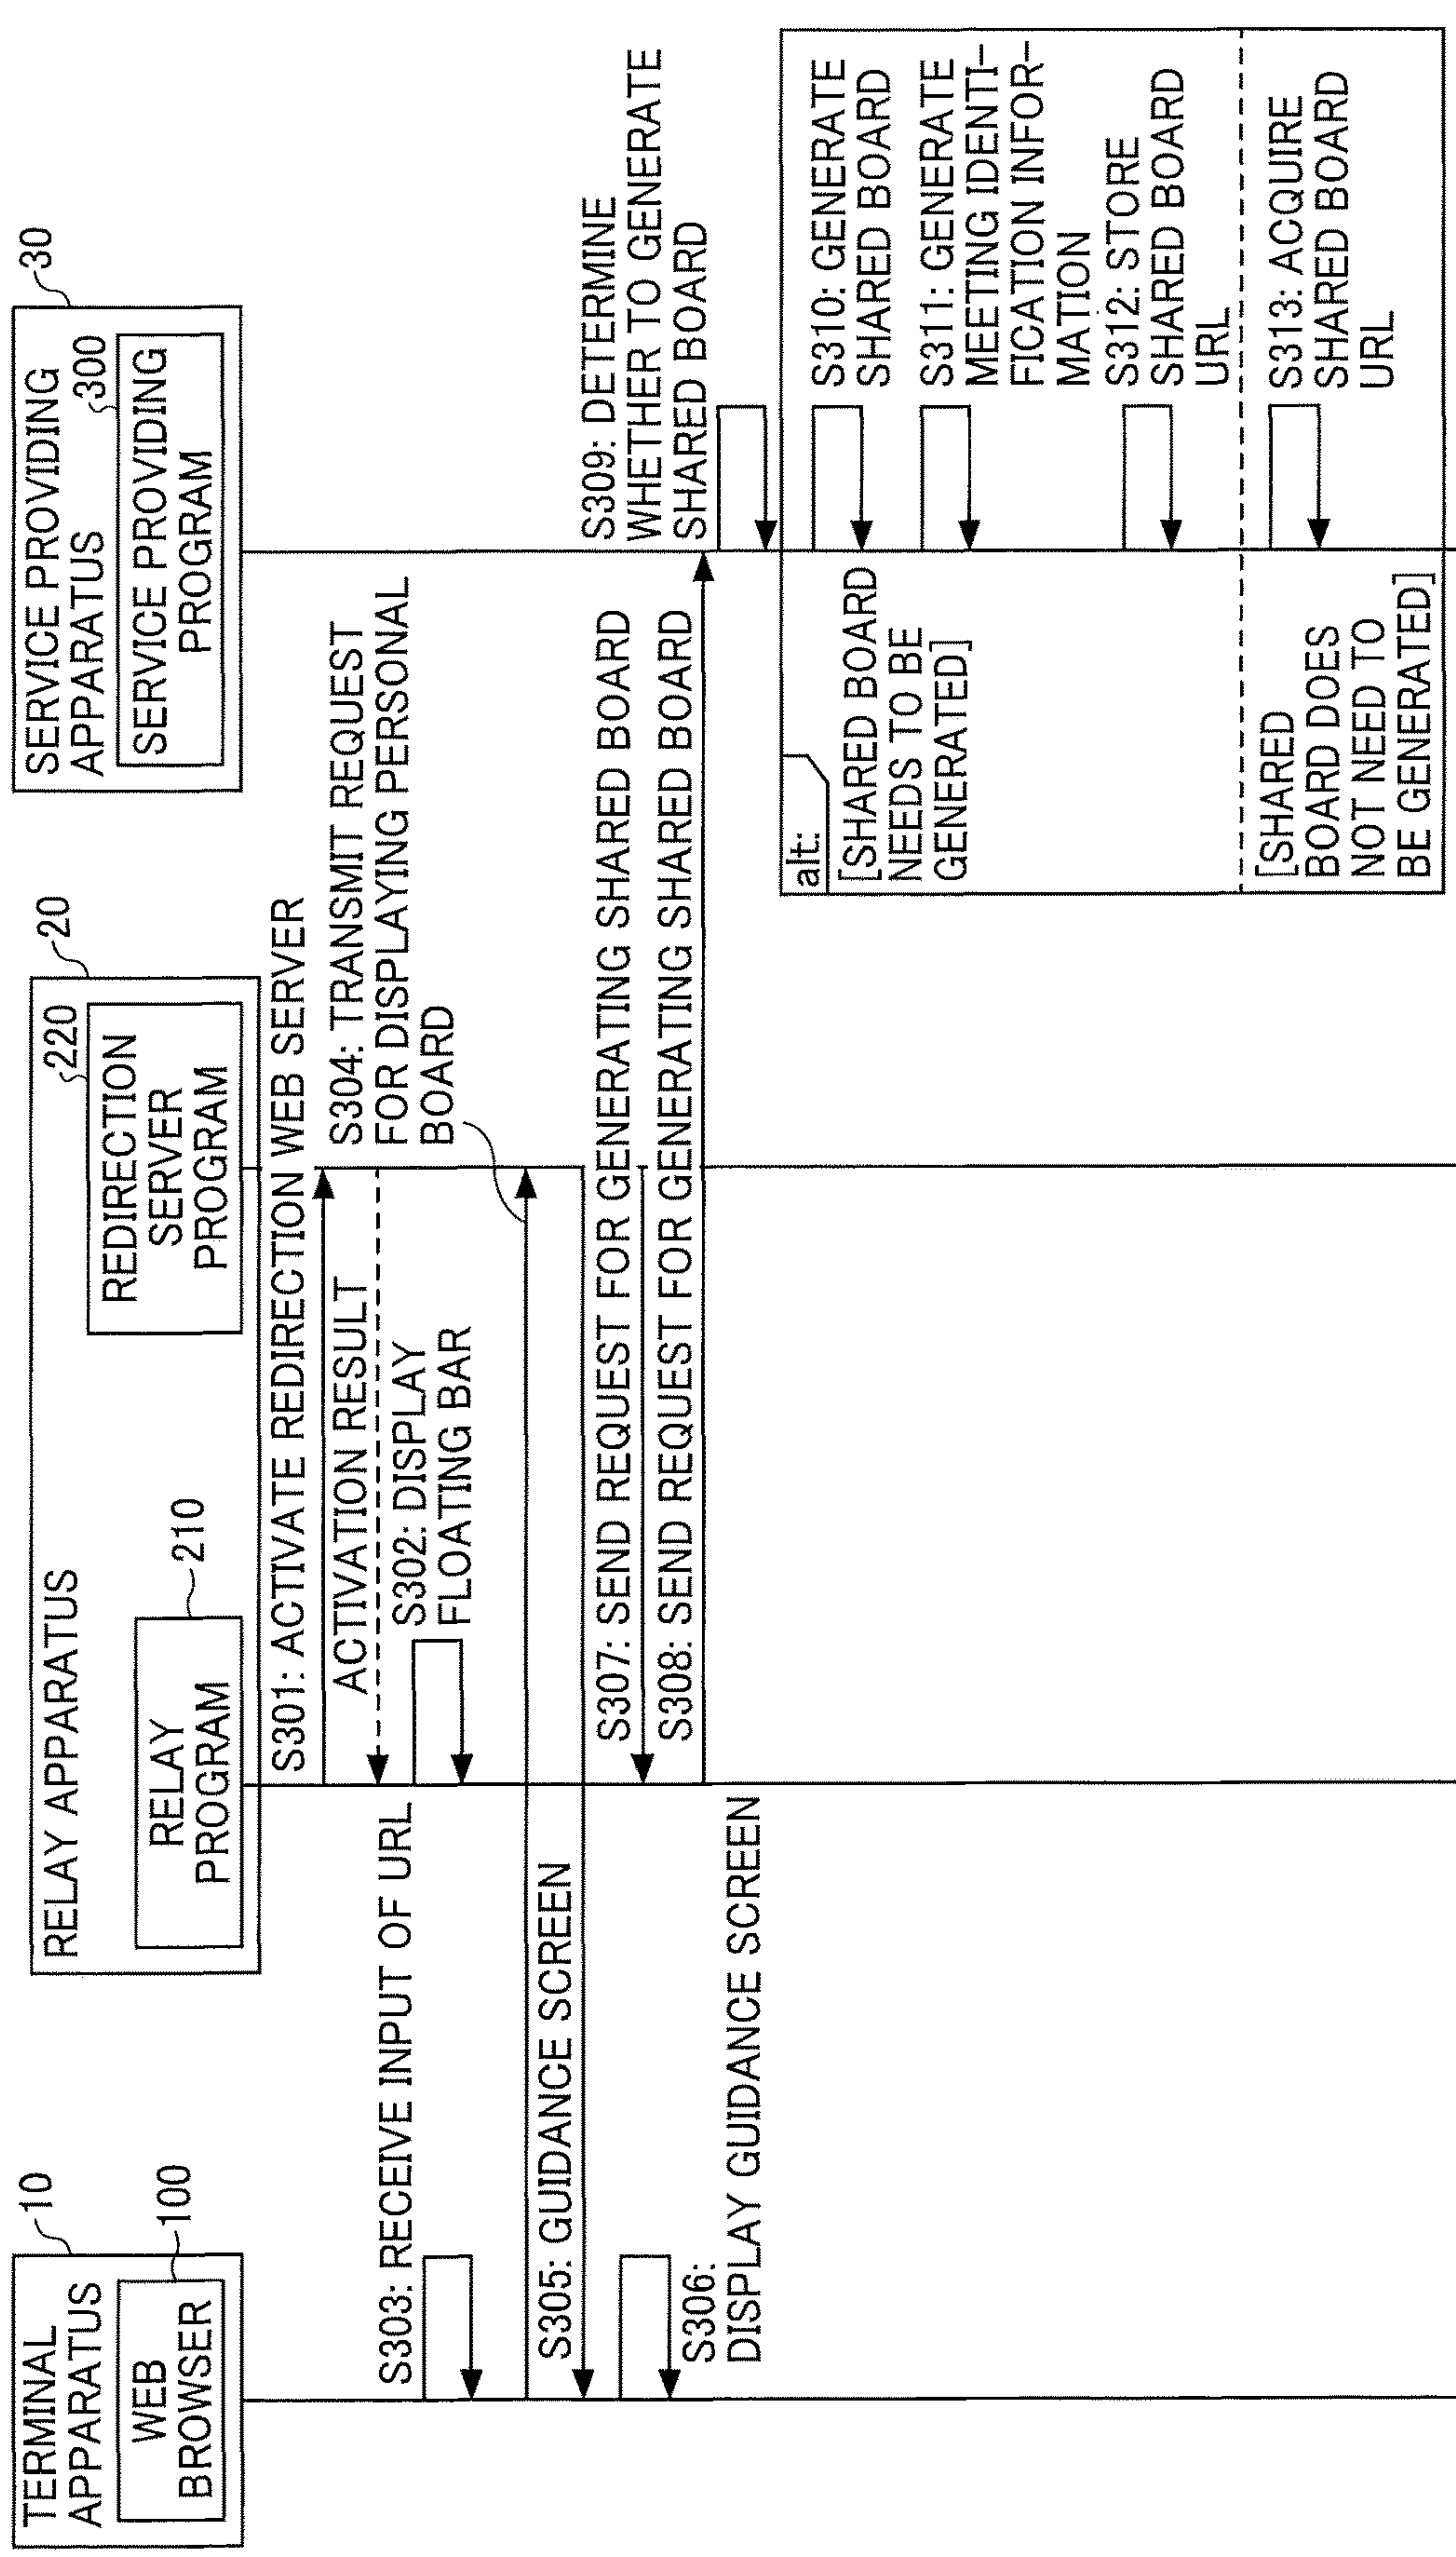 TERMINAL
APPARATUS
10
WEB
BROWSER
100
RELAY APPARATUS
20
RELAY
PROGRAM
210
REDIRECTION
SERVER
PROGRAM
220
SERVICE PROVIDING
APPARATUS
30
300
SERVICE PROVIDING
PROGRAM
S301: ACTIVATE REDIRECTION WEB SERVER
ACTIVATION RESULT
S302: DISPLAY
FLOATING BAR
S303: RECEIVE INPUT OF URL
S304: TRANSMIT REQUEST
FOR DISPLAYING PERSONAL
BOARD
S305: GUIDANCE SCREEN
S306:
DISPLAY GUIDANCE SCREEN
S307: SEND REQUEST FOR GENERATING SHARED BOARD
S308: SEND REQUEST FOR GENERATING SHARED BOARD
S309: DETERMINE
WHETHER TO GENERATE
SHARED BOARD
alt:
[SHARED BOARD
NEEDS TO BE
GENERATED]
S310: GENERATE
SHARED BOARD
S311: GENERATE
MEETING IDENTI-
FICATION INFOR-
MATION
S312: STORE
SHARED BOARD
URL
[SHARED
BOARD DOES
NOT NEED TO
BE GENERATED]
S313: ACQUIRE
SHARED BOARD
URL